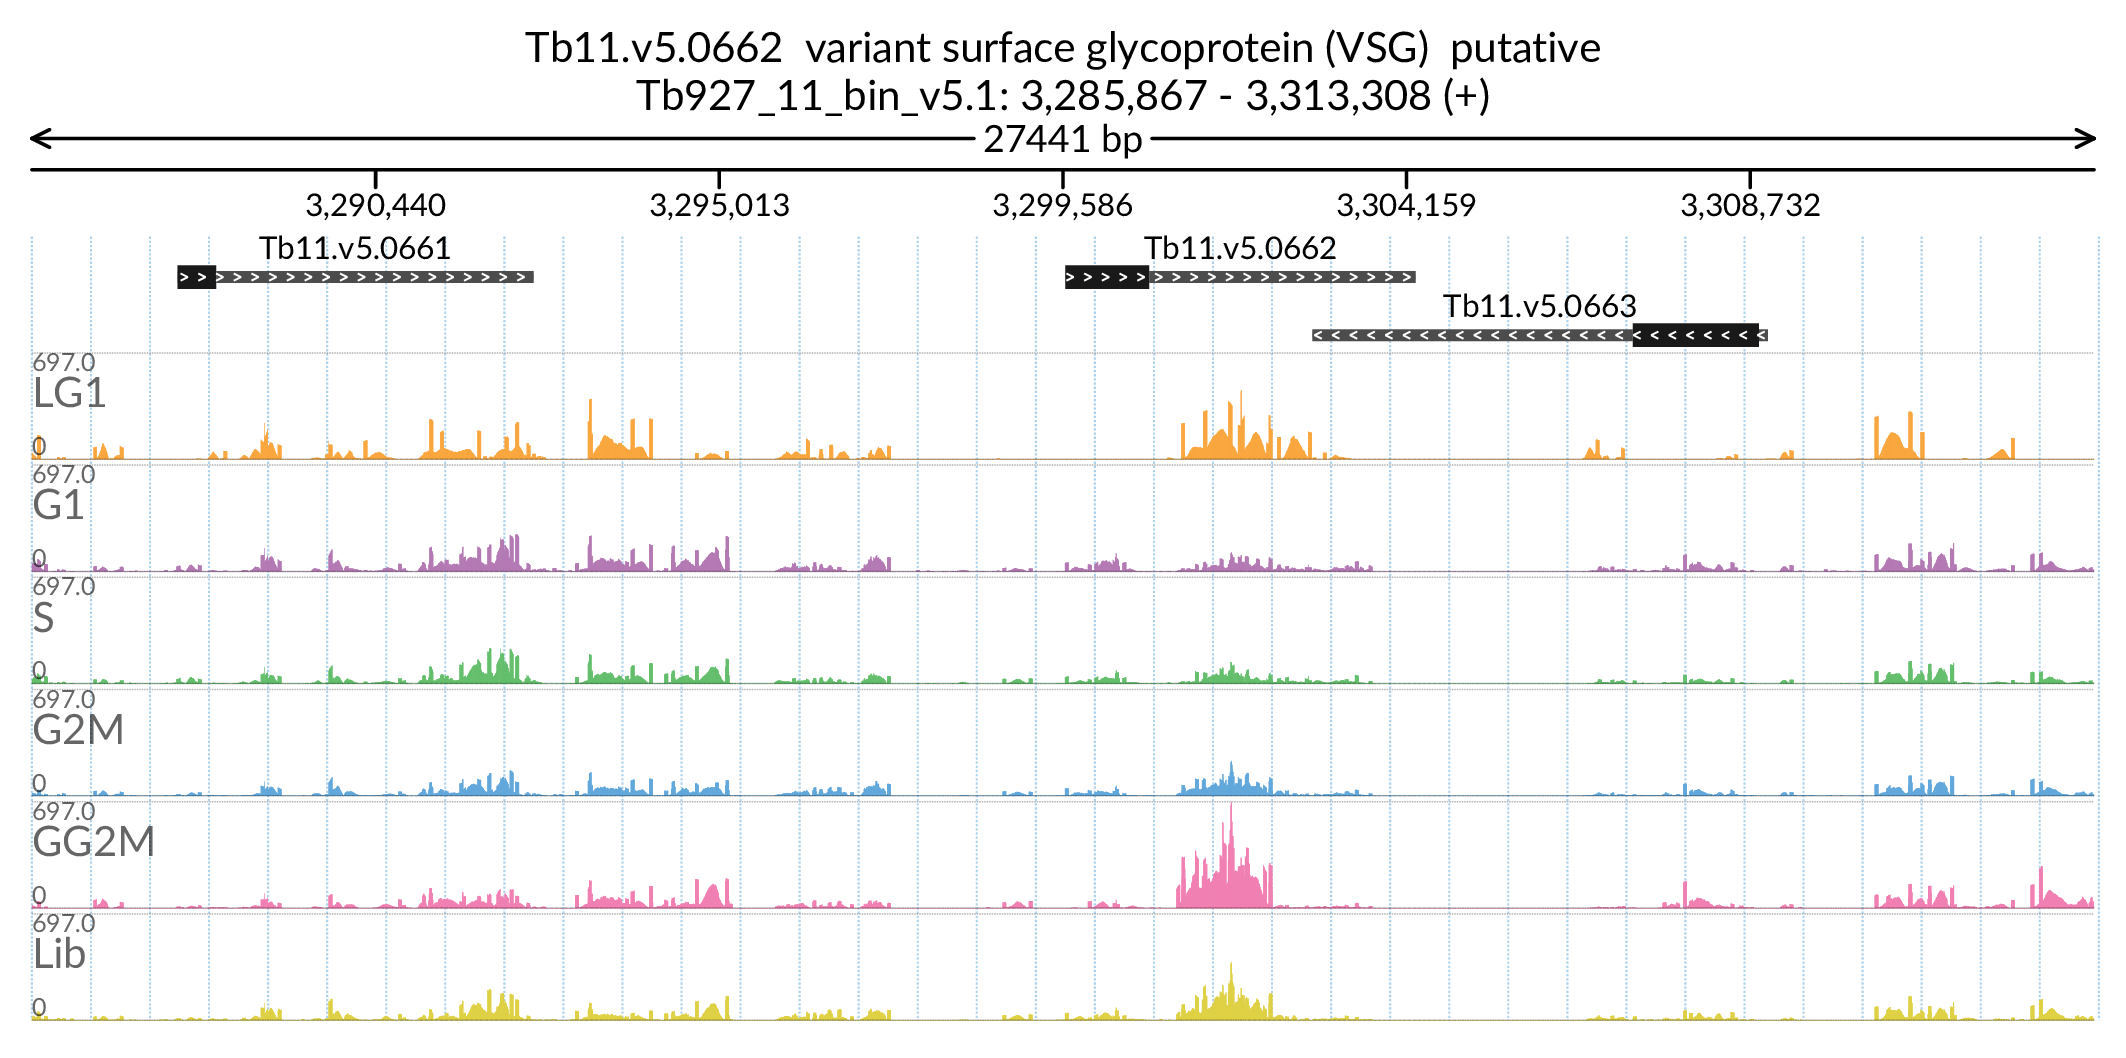 Tb11.v5.0662  variant surface glycoprotein (VSG)  putative
Tb927_11_bin_v5.1: 3,285,867 - 3,313,308 (+)
27441 bp
3,290,440 3,295,013 3,299,586 3,304,159 3,308,732
Tb11.v5.0661 Tb11.v5.0662
Tb11.v5.0663
697.0
LG1
0
697.0
G1
0
697.0
S
0
697.0
G2M
0
697.0
GG2M
0
697.0
Lib
0